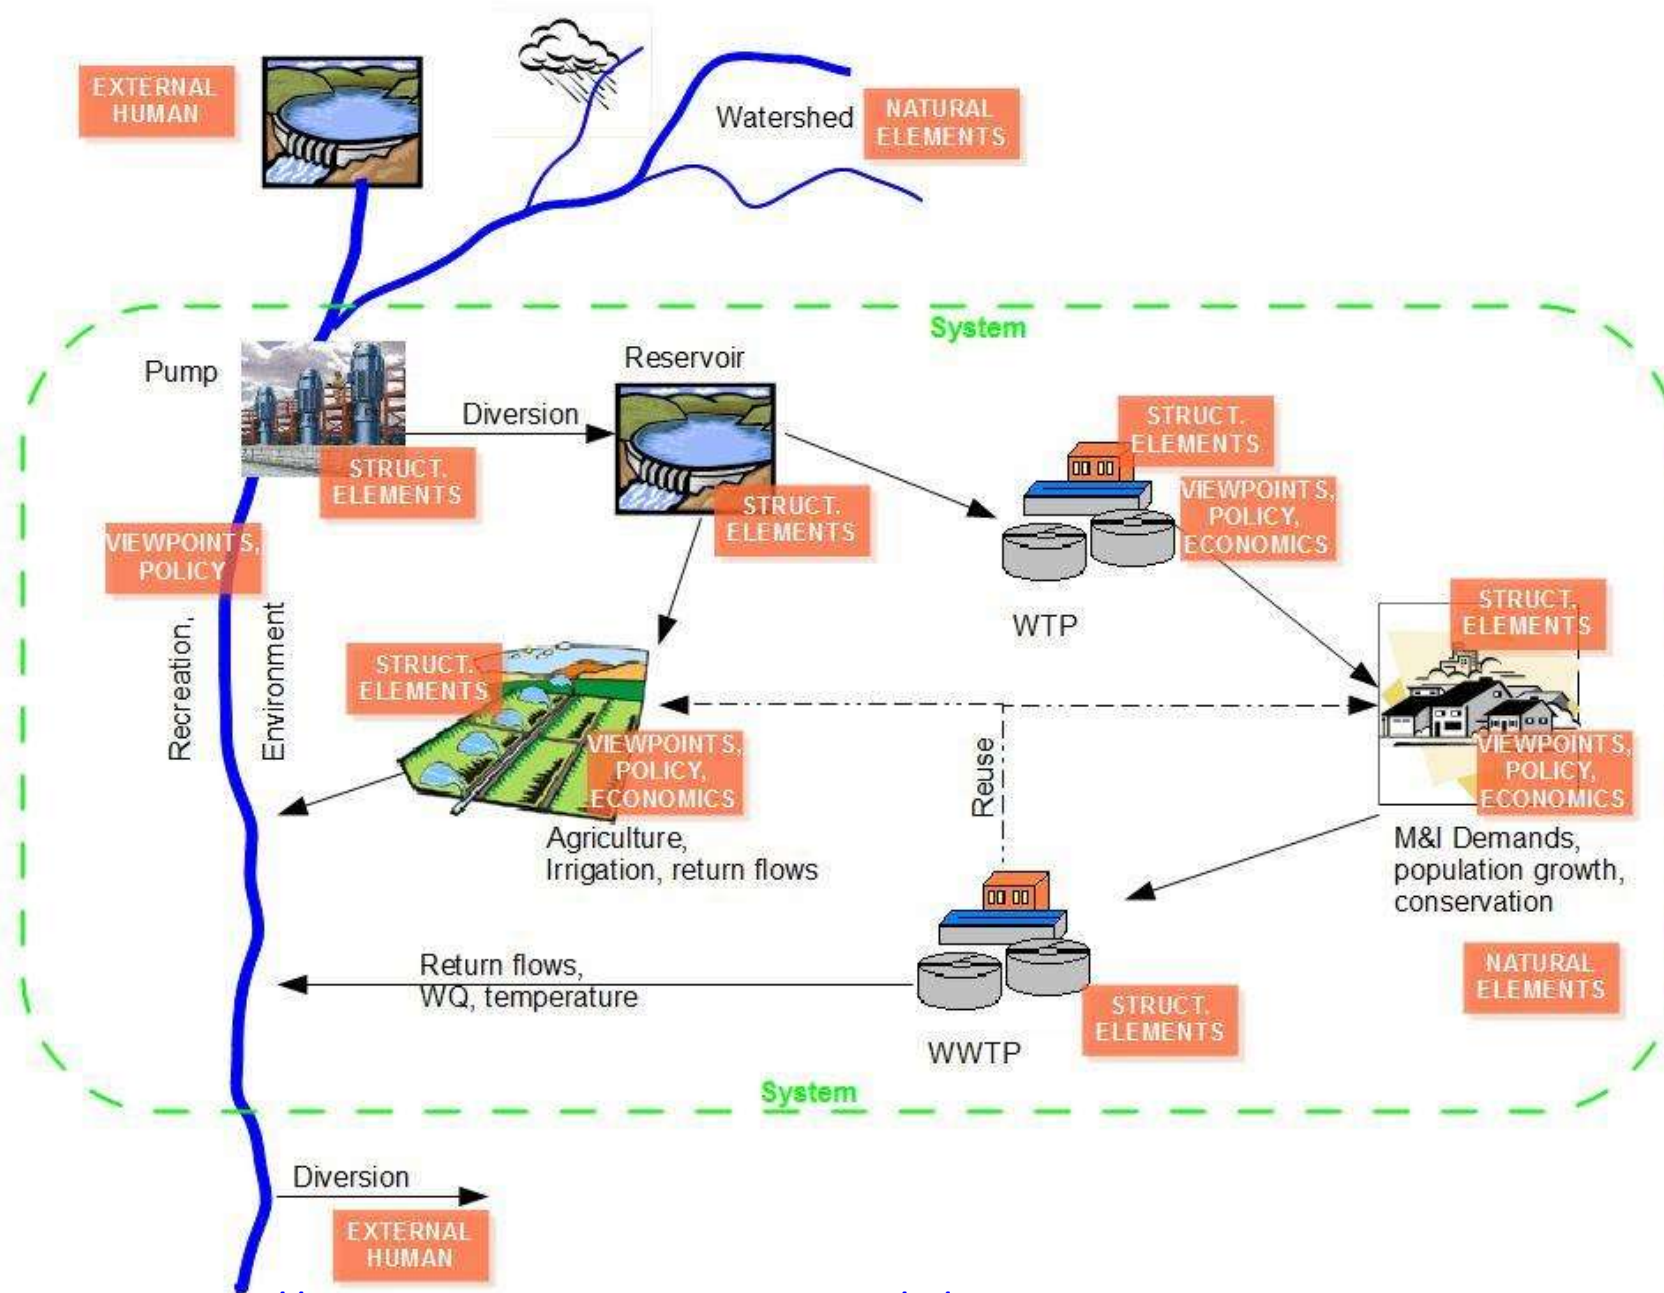 EXTERNAL
HUMAN
Watershed
NATURAL
ELEMENTS
System
Pump
Reservoir
Diversion
STRUCT.
ELEMENTS
STRUCT.
ELEMENTS
STRUCT.
ELEMENTS
VIEWPOINTS,
POLICY,
ECONOMICS
WTP
VIEWPOINTS,
POLICY
Recreation,
Environment
STRUCT.
ELEMENTS
STRUCT.
ELEMENTS
VIEWPOINTS,
POLICY,
ECONOMICS
Agriculture,
Irrigation, return flows
Reuse
VIEWPOINTS,
POLICY,
ECONOMICS
M&I Demands,
population growth,
conservation
NATURAL
ELEMENTS
Return flows,
WQ, temperature
STRUCT.
ELEMENTS
WWTP
System
Diversion
EXTERNAL
HUMAN